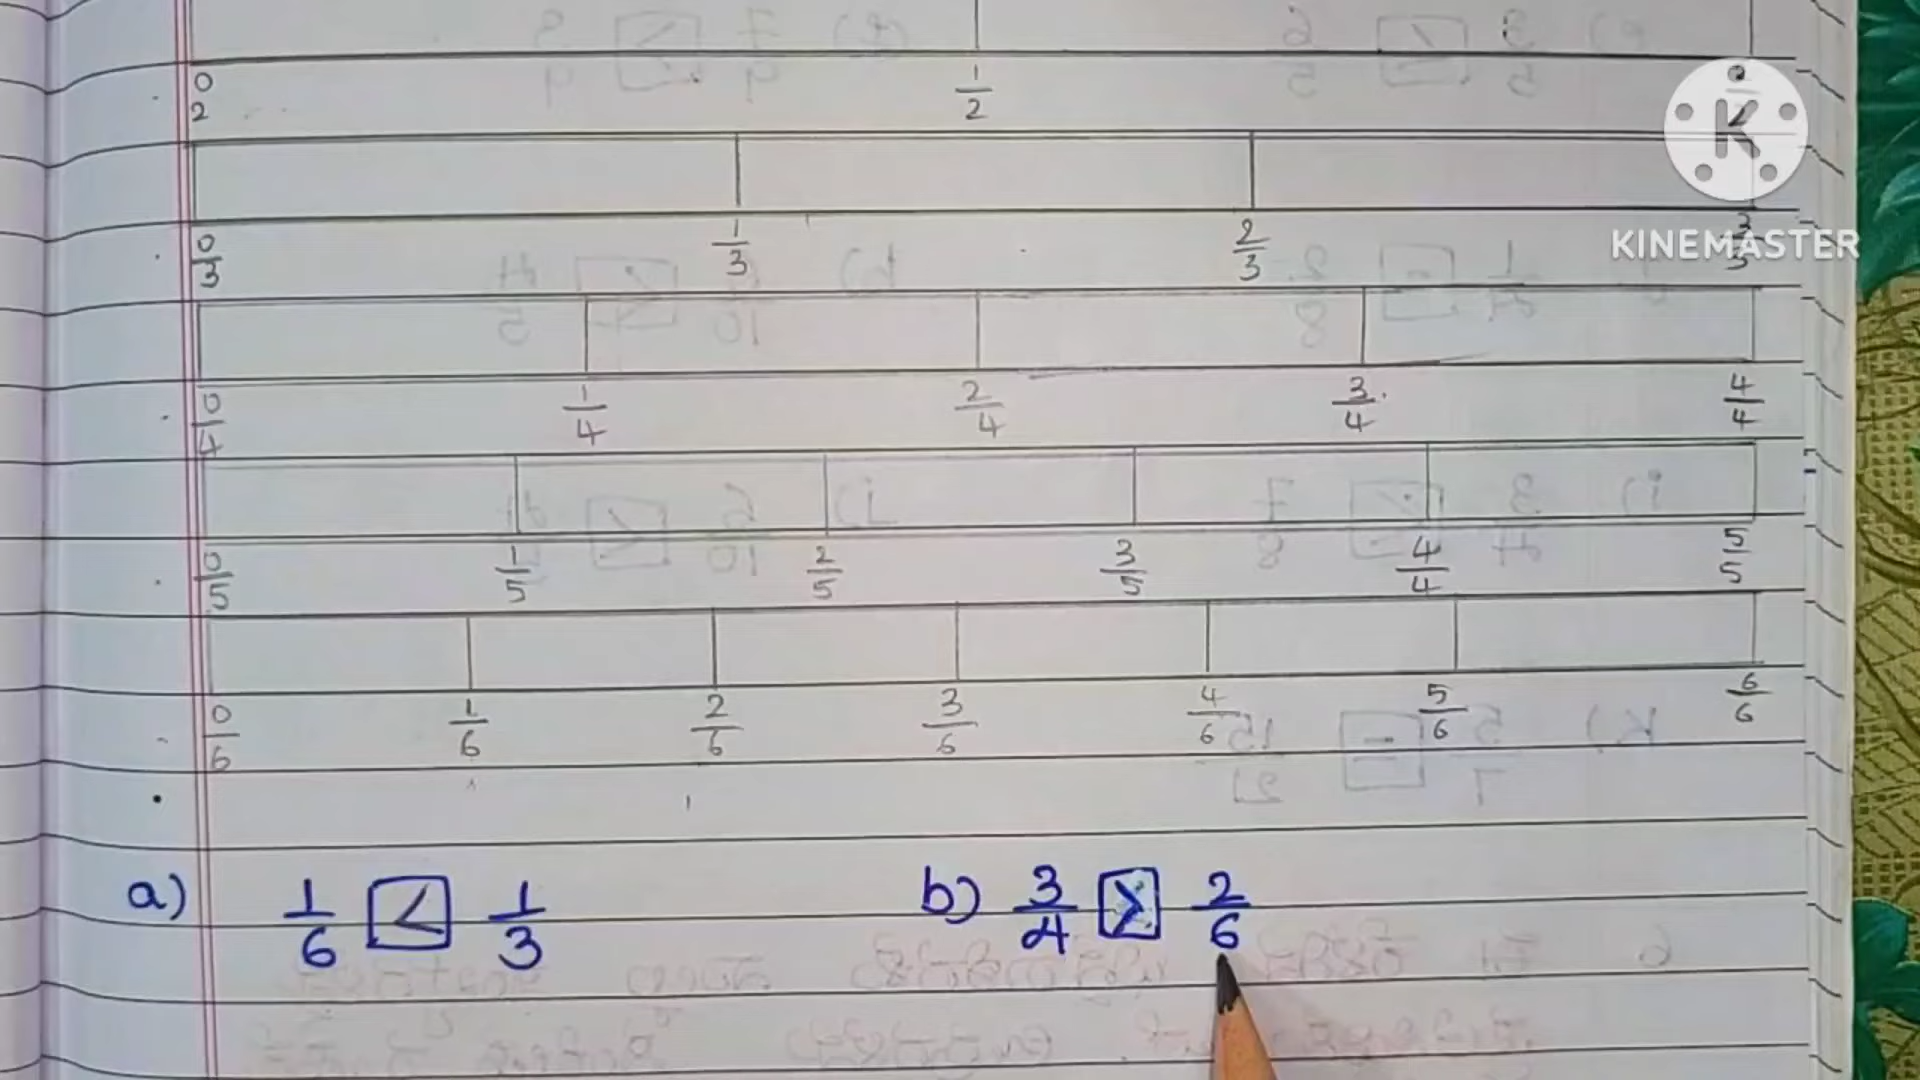 0/2 1/2
KINEMASTER
0/3 1/3 2/3 3/3
0/4 1/4 2/4 3/4 4/4
0/5 1/5 2/5 3/5 4/4 5/5
0/6 1/6 2/6 3/6 4/6 5/6 6/6
a) 1/6 < 1/3 b) 3/4 > 2/6